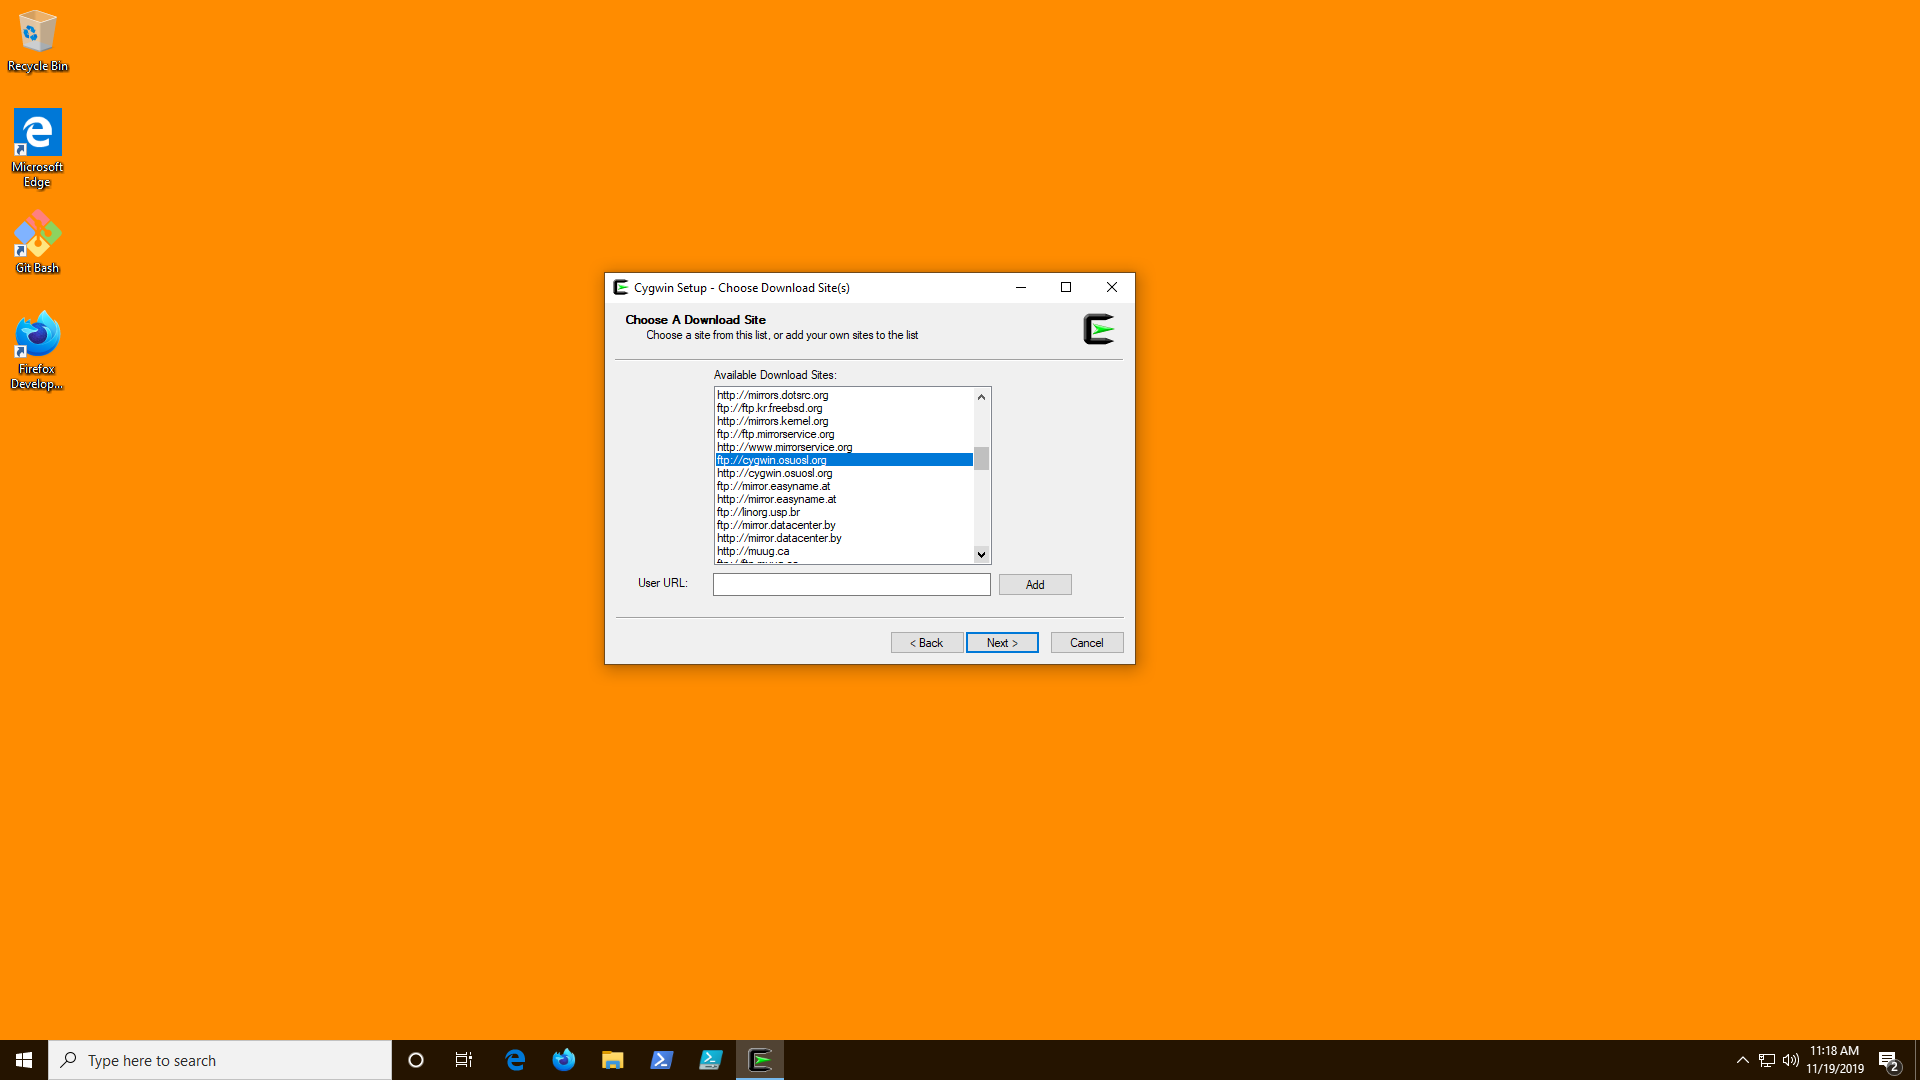 Recycle Bin
Microsoft
Edge
Git Bash
Firefox
Develop...
Cygwin Setup - Choose Download Site(s)
Choose A Download Site
Choose a site from this list, or add your own sites to the list
Available Download Sites:
http://mirrors.dotsrc.org
ftp://ftp.kr.freebsd.org
http://mirrors.kernel.org
ftp://ftp.mirrorservice.org
http://www.mirrorservice.org
ftp://cygwin.osuosl.org
http://cygwin.osuosl.org
ftp://mirror.easyname.at
http://mirror.easyname.at
ftp://linorg.usp.br
ftp://mirror.datacenter.by
http://mirror.datacenter.by
http://muug.ca
User URL:
Add
< Back
Next >
Cancel
Type here to search
11:18 AM
11/19/2019
2